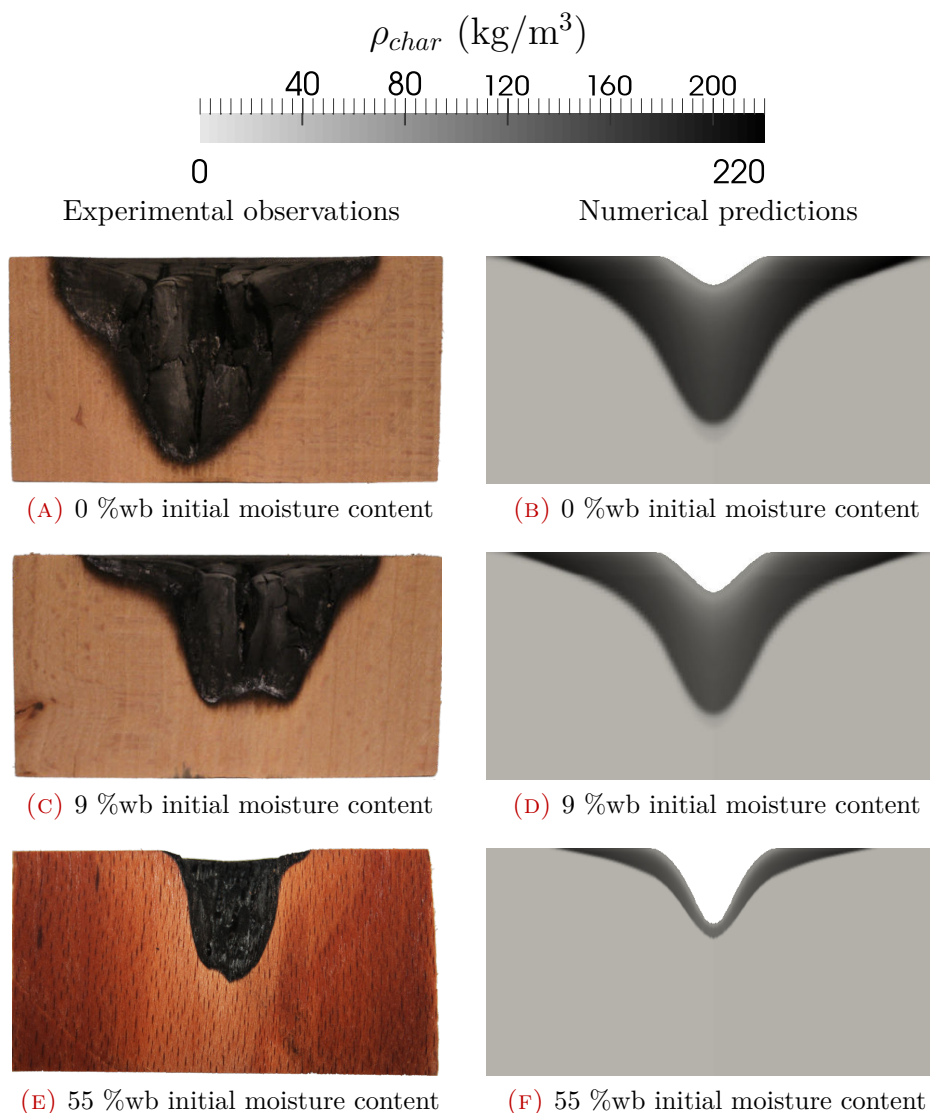 ρchar (kg/m³)
40 80 120 160 200
0 220
Experimental observations Numerical predictions
(A) 0 %wb initial moisture content (B) 0 %wb initial moisture content
(C) 9 %wb initial moisture content (D) 9 %wb initial moisture content
(E) 55 %wb initial moisture content (F) 55 %wb initial moisture content